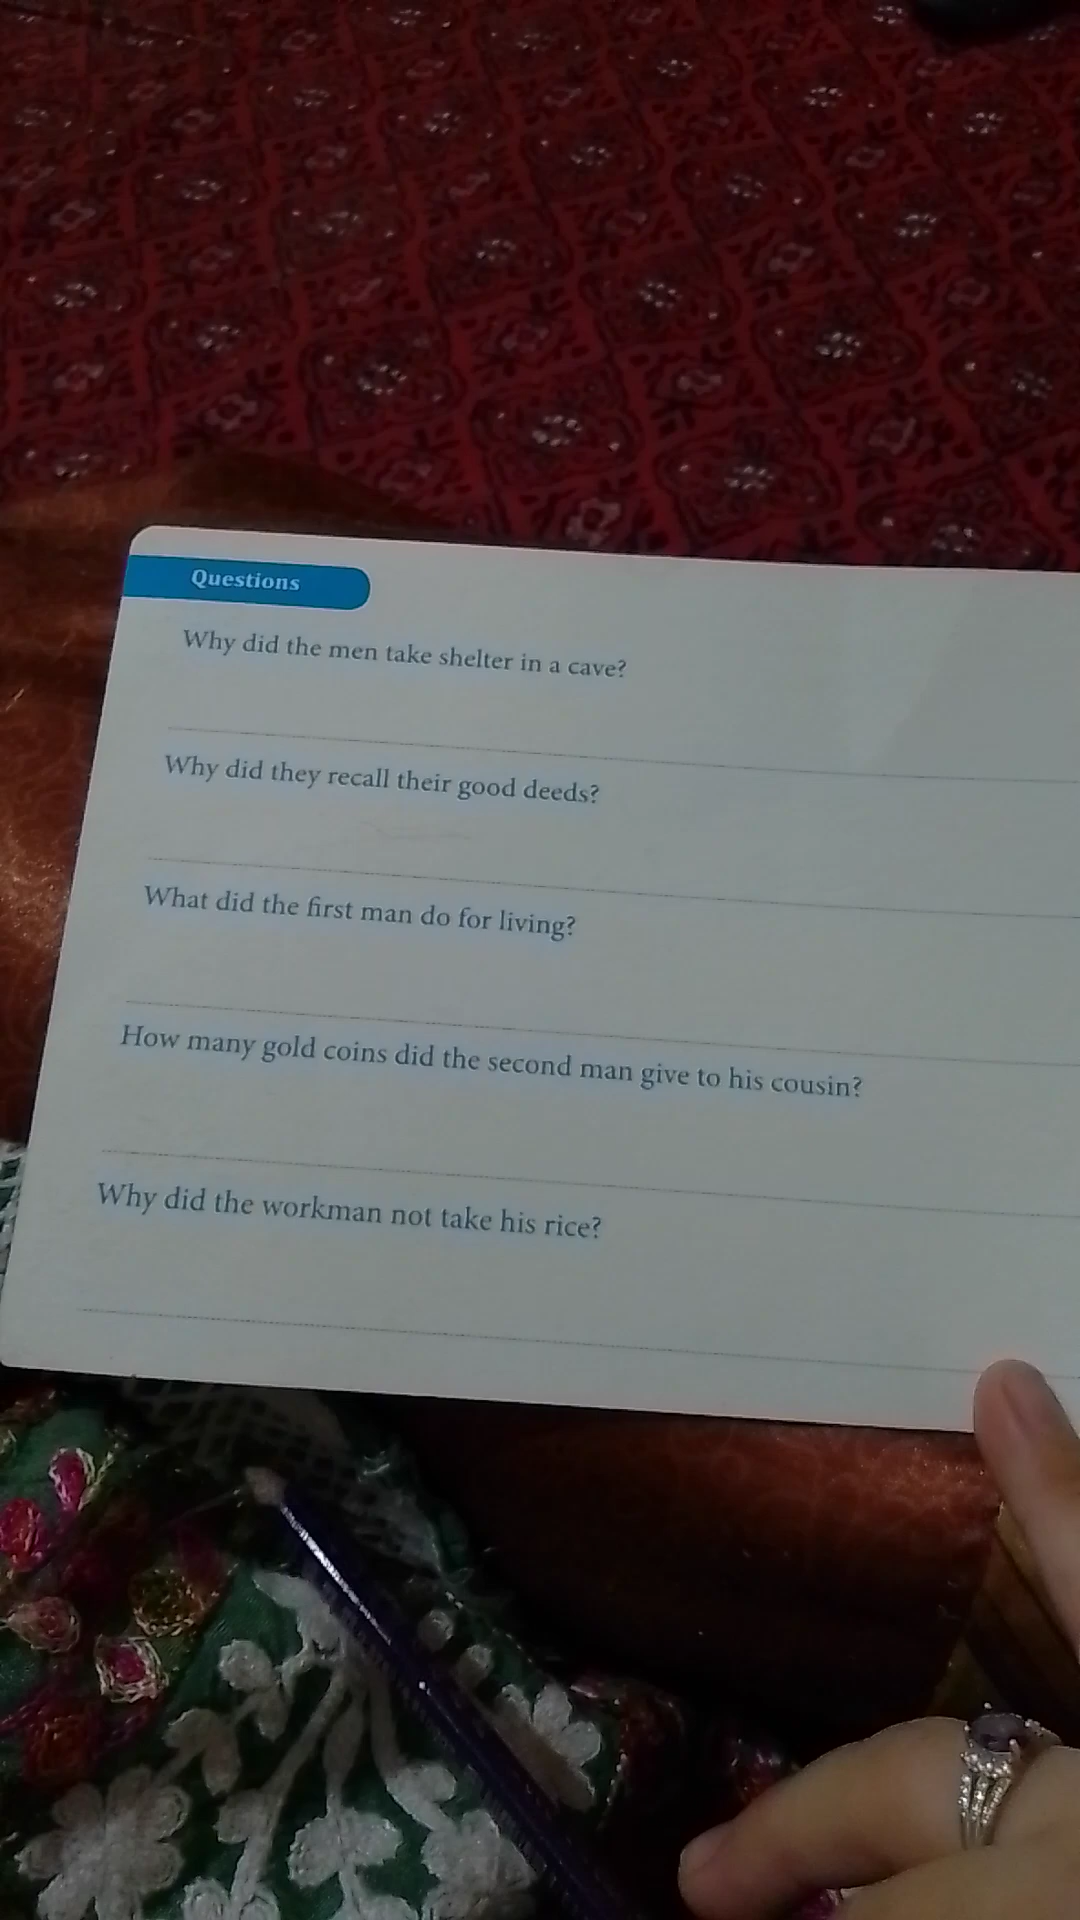 Questions
Why did the men take shelter in a cave?
Why did they recall their good deeds?
What did the first man do for living?
How many gold coins did the second man give to his cousin?
Why did the workman not take his rice?